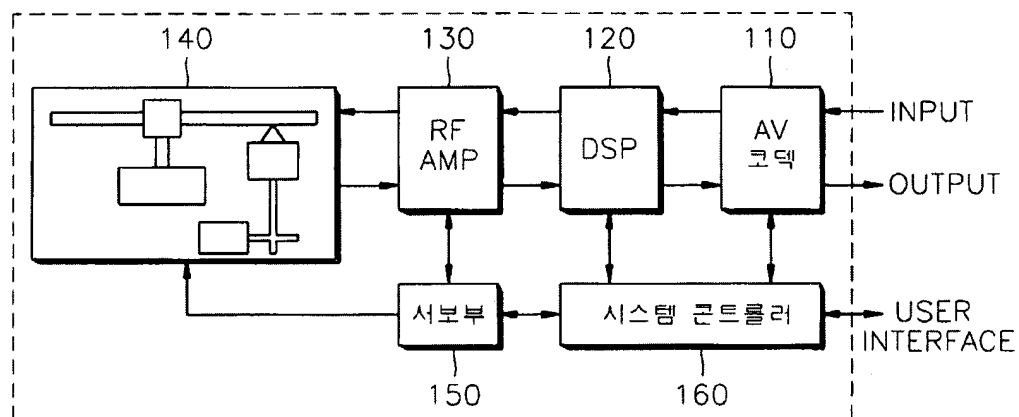 140
130
120
110
RF
AMP
DSP
AV
코덱
INPUT
OUTPUT
서보부
시스템 콘트롤러
USER
INTERFACE
150
160